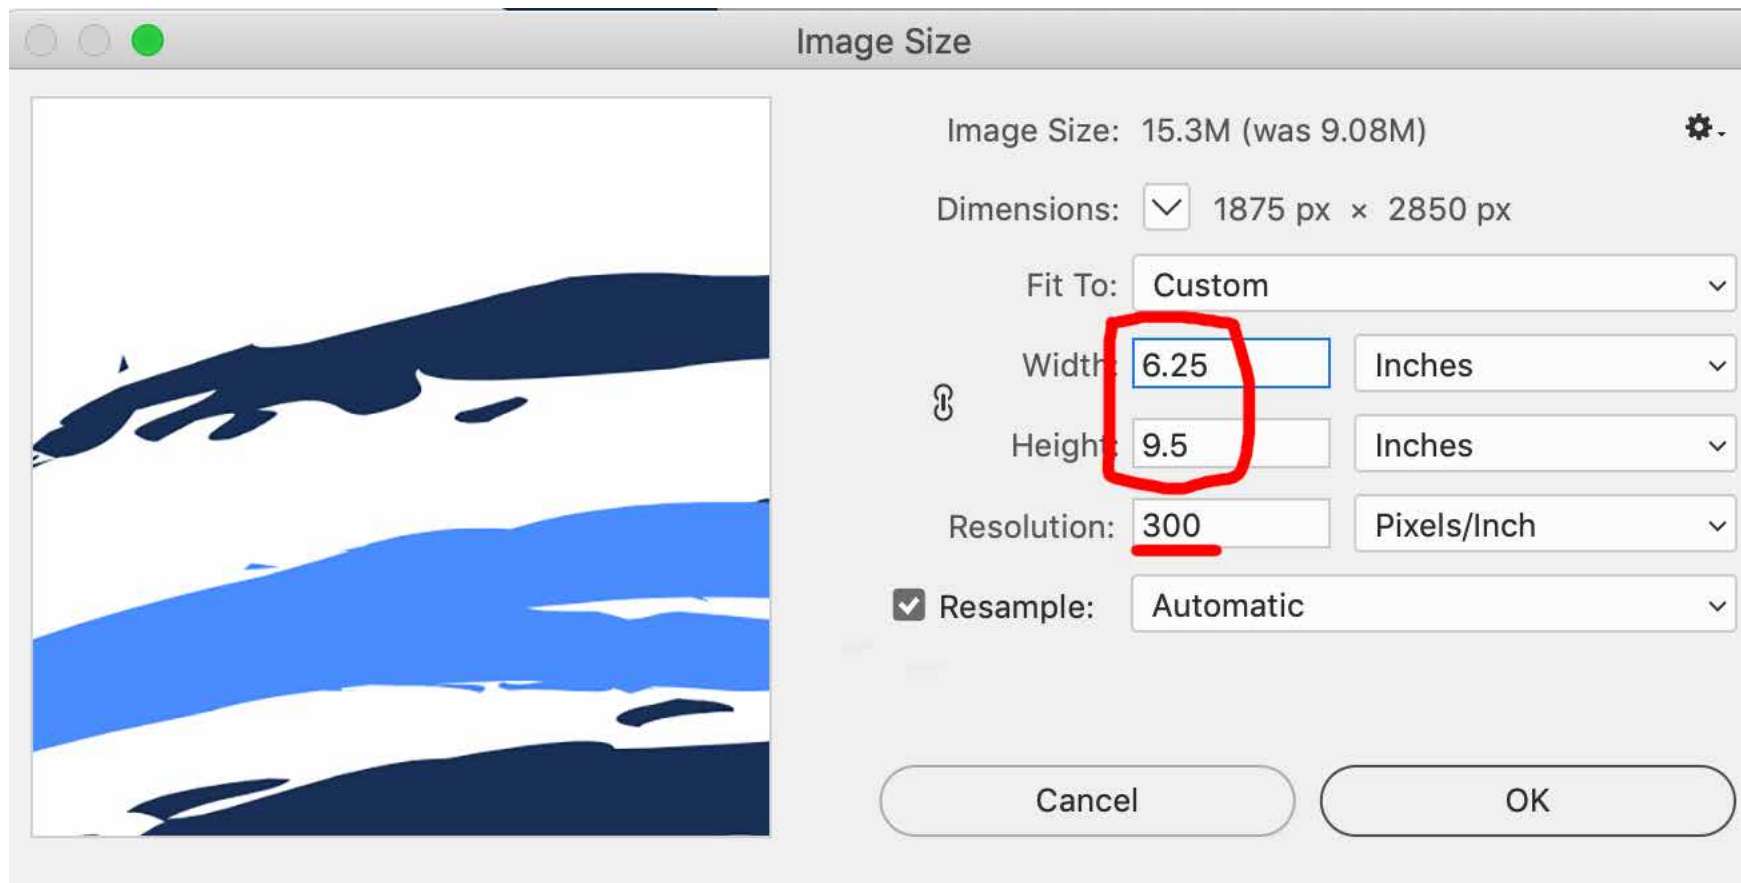 Image Size
Image Size: 15.3M (was 9.08M)
Dimensions: 1875 px × 2850 px
Fit To: Custom
Width: 6.25 Inches
Height: 9.5 Inches
Resolution: 300 Pixels/Inch
Resample: Automatic
Cancel OK